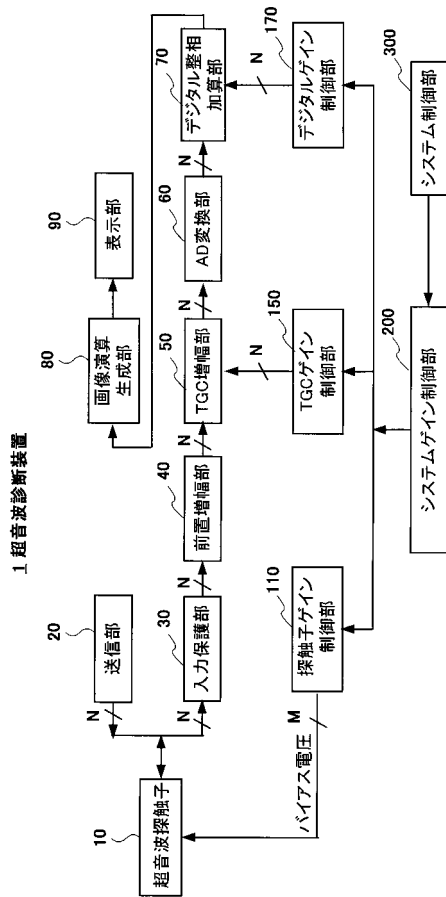 1 超音波診断装置
80
画像演算
生成部
90
表示部
20
送信部
N
10
超音波探触子
N
30
入力保護部
N
40
前置増幅部
N
50
TGC増幅部
N
60
AD変換部
N
70
デジタル整相
加算部
バイアス電圧
M
110
探触子ゲイン
制御部
N
150
TGCゲイン
制御部
N
170
デジタルゲイン
制御部
200
システムゲイン制御部
300
システム制御部